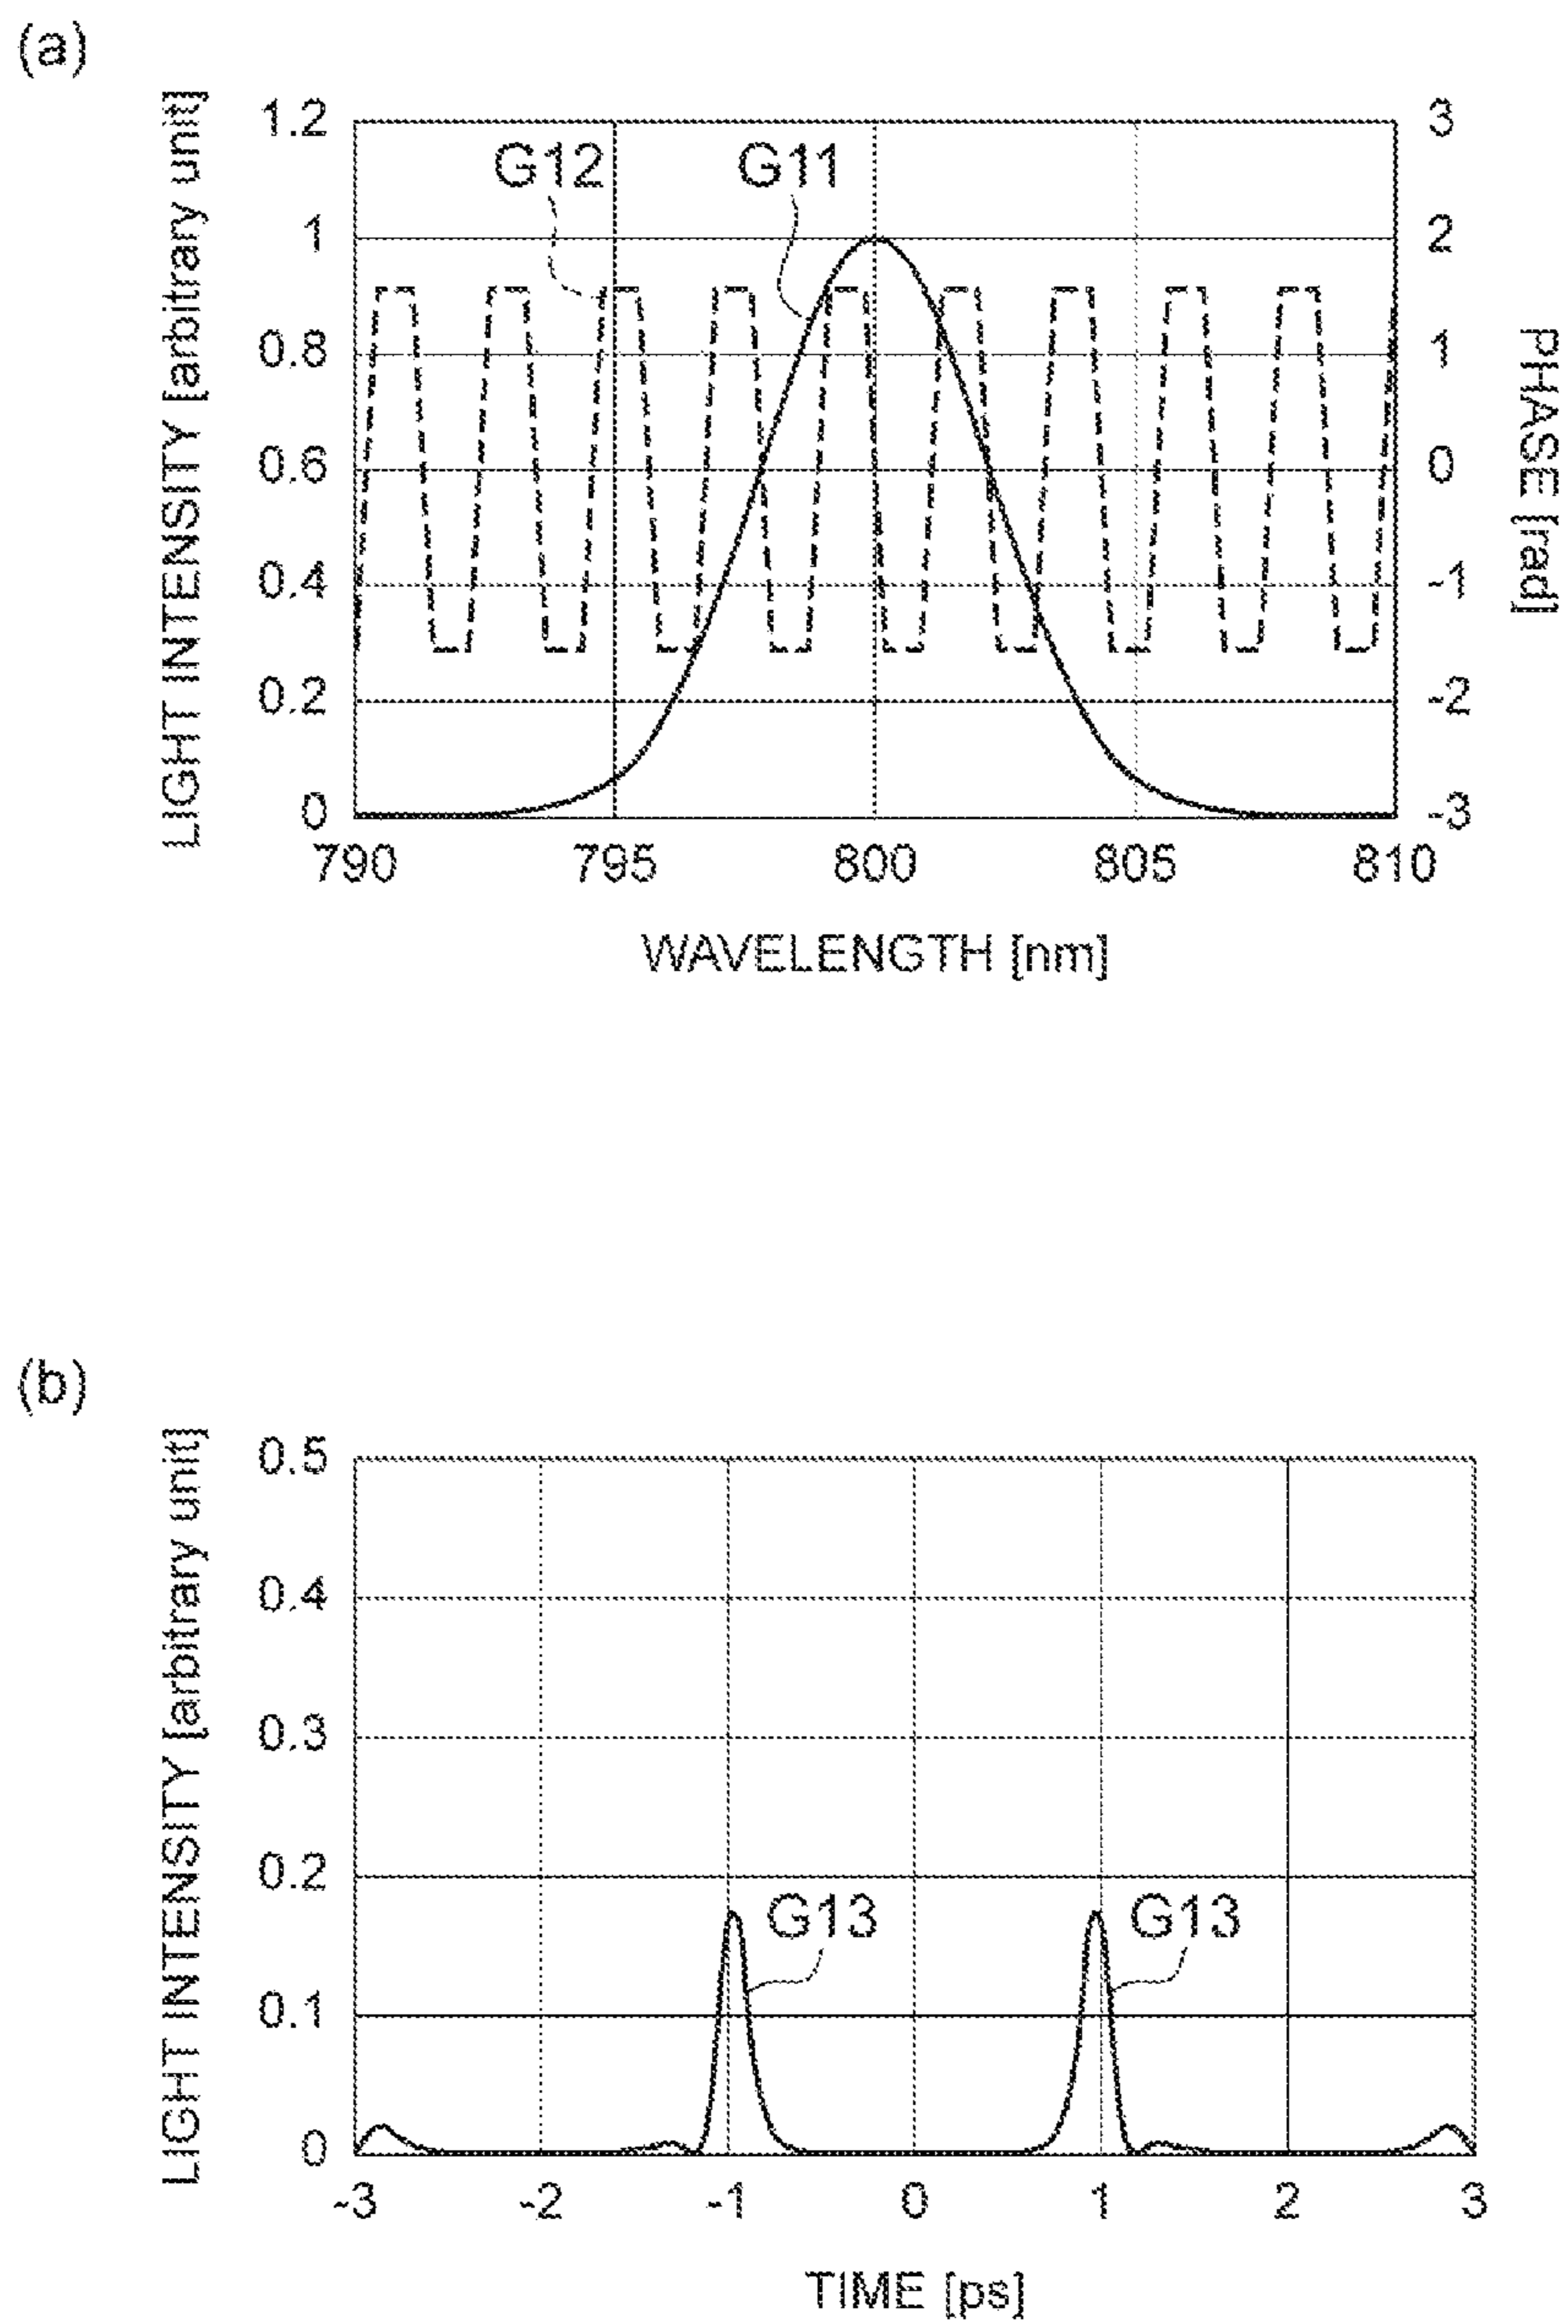 (a)
LIGHT INTENSITY [arbitrary unit]
1.2
1
0.8
0.6
0.4
0.2
0
G12
G11
3
2
1
0
-1
-2
-3
PHASE [rad]
790
795
800
805
810
WAVELENGTH [nm]
(b)
LIGHT INTENSITY [arbitrary unit]
0.5
0.4
0.3
0.2
0.1
0
G13
G13
-3
-2
-1
0
1
2
3
TIME [ps]